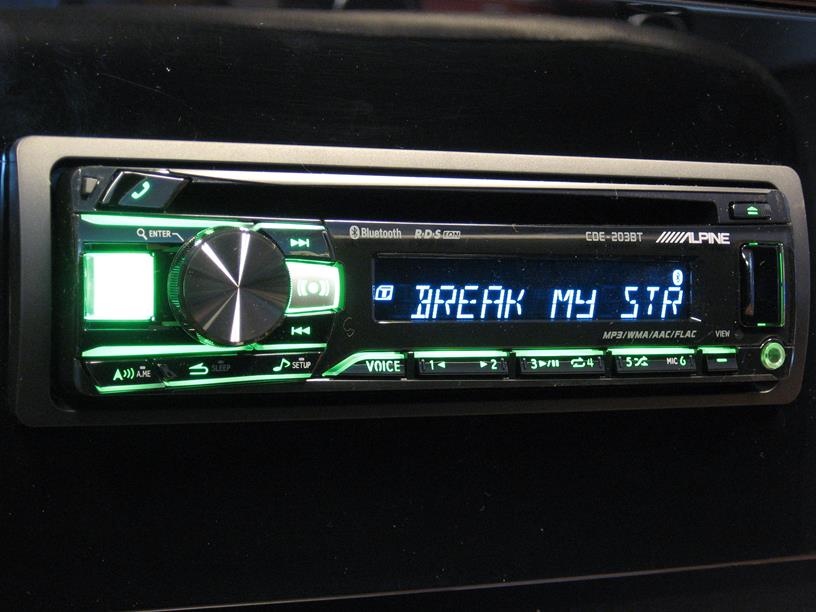 ENTER
Bluetooth R·D·S EON CDE-203BT ALPINE
BREAK MY STR
MP3/WMA/AAC/FLAC VIEW
A.ME SLEEP SETUP VOICE 1 2 3 4 5 MIC 6